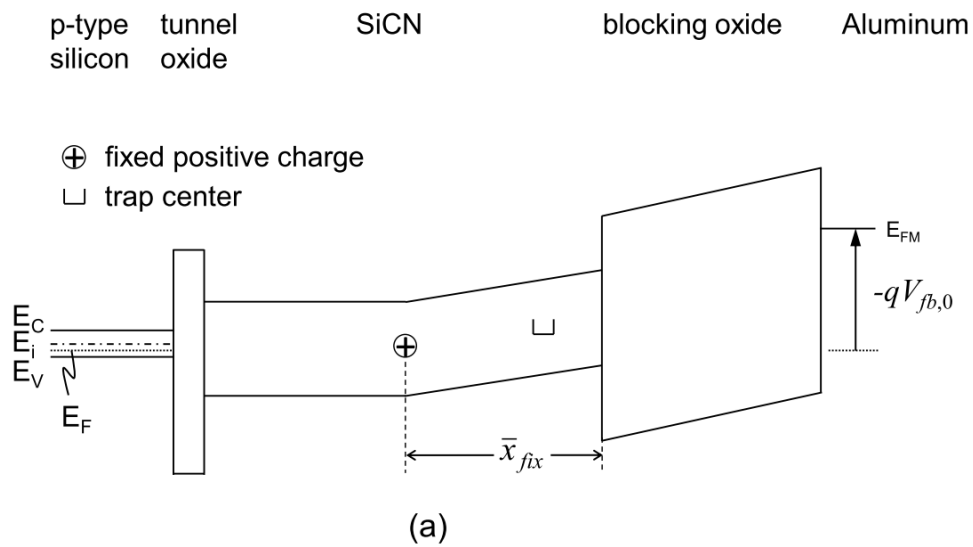 p-type tunnel SiCN blocking oxide Aluminum
silicon oxide
⊕ fixed positive charge
⊔ trap center
E_FM
-qV_fb,0
E_C
E_i
E_V
E_F
x̄_fix
(a)